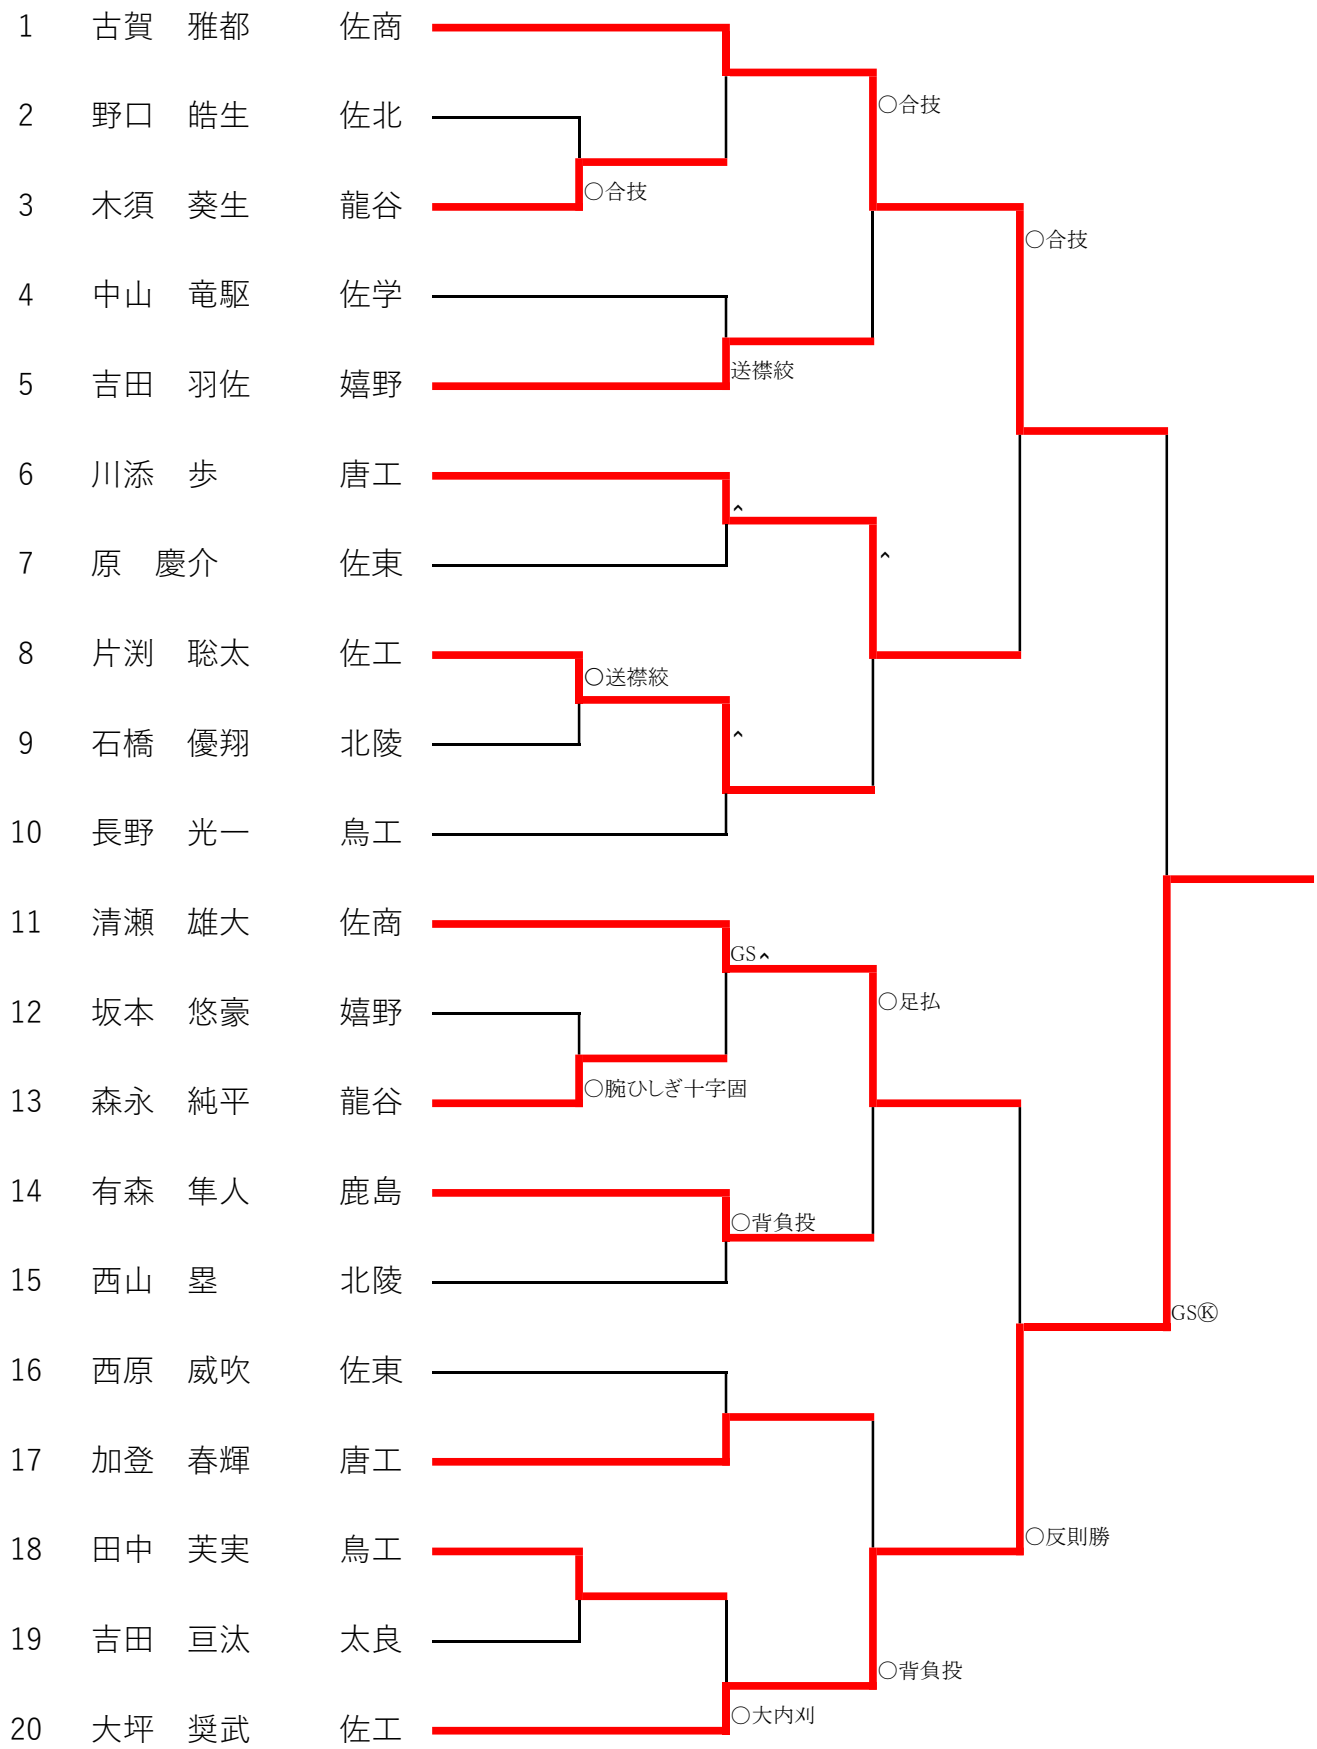 1 古賀 雅都 佐商
2 野口 皓生 佐北
○合技
3 木須 葵生 龍谷
○合技
○合技
4 中山 竜駆 佐学
送襟絞
5 吉田 羽佐 嬉野
6 川添 歩 唐工
^
7 原 慶介 佐東
^
8 片渕 聡太 佐工
○送襟絞
9 石橋 優翔 北陵
^
10 長野 光一 鳥工
11 清瀬 雄大 佐商
GS^
12 坂本 悠豪 嬉野
○足払
13 森永 純平 龍谷
○腕ひしぎ十字固
14 有森 隼人 鹿島
○背負投
15 西山 塁 北陵
GSⓀ
16 西原 威吹 佐東
17 加登 春輝 唐工
18 田中 芙実 鳥工
○反則勝
19 吉田 亘汰 太良
○背負投
20 大坪 奨武 佐工
○大内刈